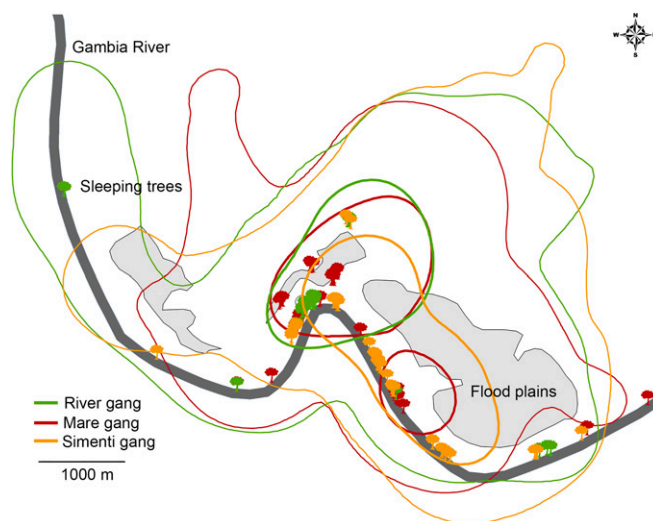 N
W
S
Gambia River
Sleeping trees
Flood plains
River gang
Mare gang
Simenti gang
1000 m